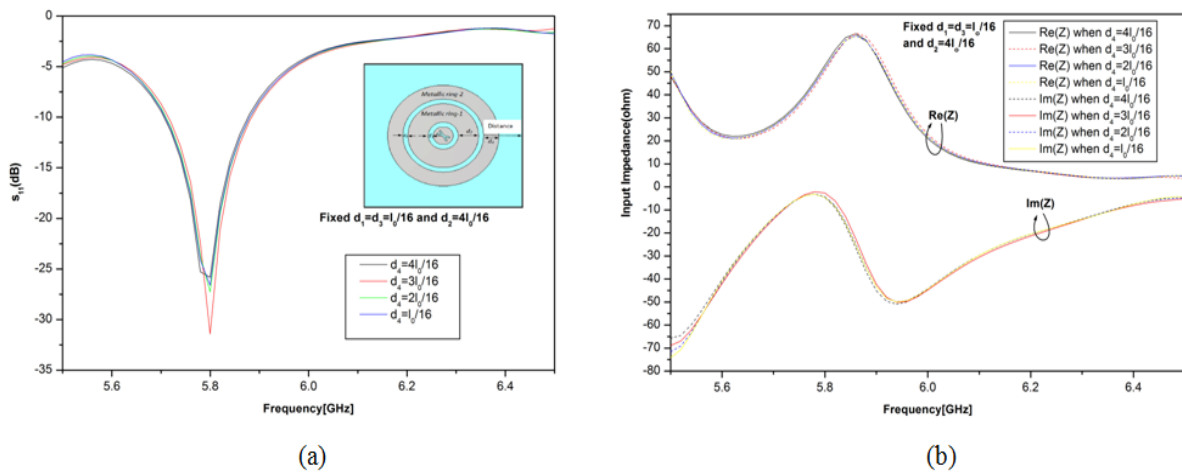 0
-5
-10
-15
-20
-25
-30
-35
s₁₁(dB)
5.6
5.8
6.0
6.2
6.4
Frequency[GHz]
Metallic ring-2
Metallic ring-1
Distance
d₃
d₄
Fixed d₁=d₃=l₀/16 and d₂=4l₀/16
d₄=4l₀/16
d₄=3l₀/16
d₄=2l₀/16
d₄=l₀/16
(a)
75
70
65
60
50
40
30
20
10
0
-10
-20
-30
-40
-50
-60
-70
-80
Input Impedance(ohm)
5.6
5.8
6.0
6.2
6.4
Frequency[GHz]
Fixed d₁=d₃=l₀/16
and d₂=4l₀/16
Re(Z) when d₄=4l₀/16
Re(Z) when d₄=3l₀/16
Re(Z) when d₄=2l₀/16
Re(Z) when d₄=l₀/16
Im(Z) when d₄=4l₀/16
Im(Z) when d₄=3l₀/16
Im(Z) when d₄=2l₀/16
Im(Z) when d₄=l₀/16
Re(Z)
Im(Z)
(b)